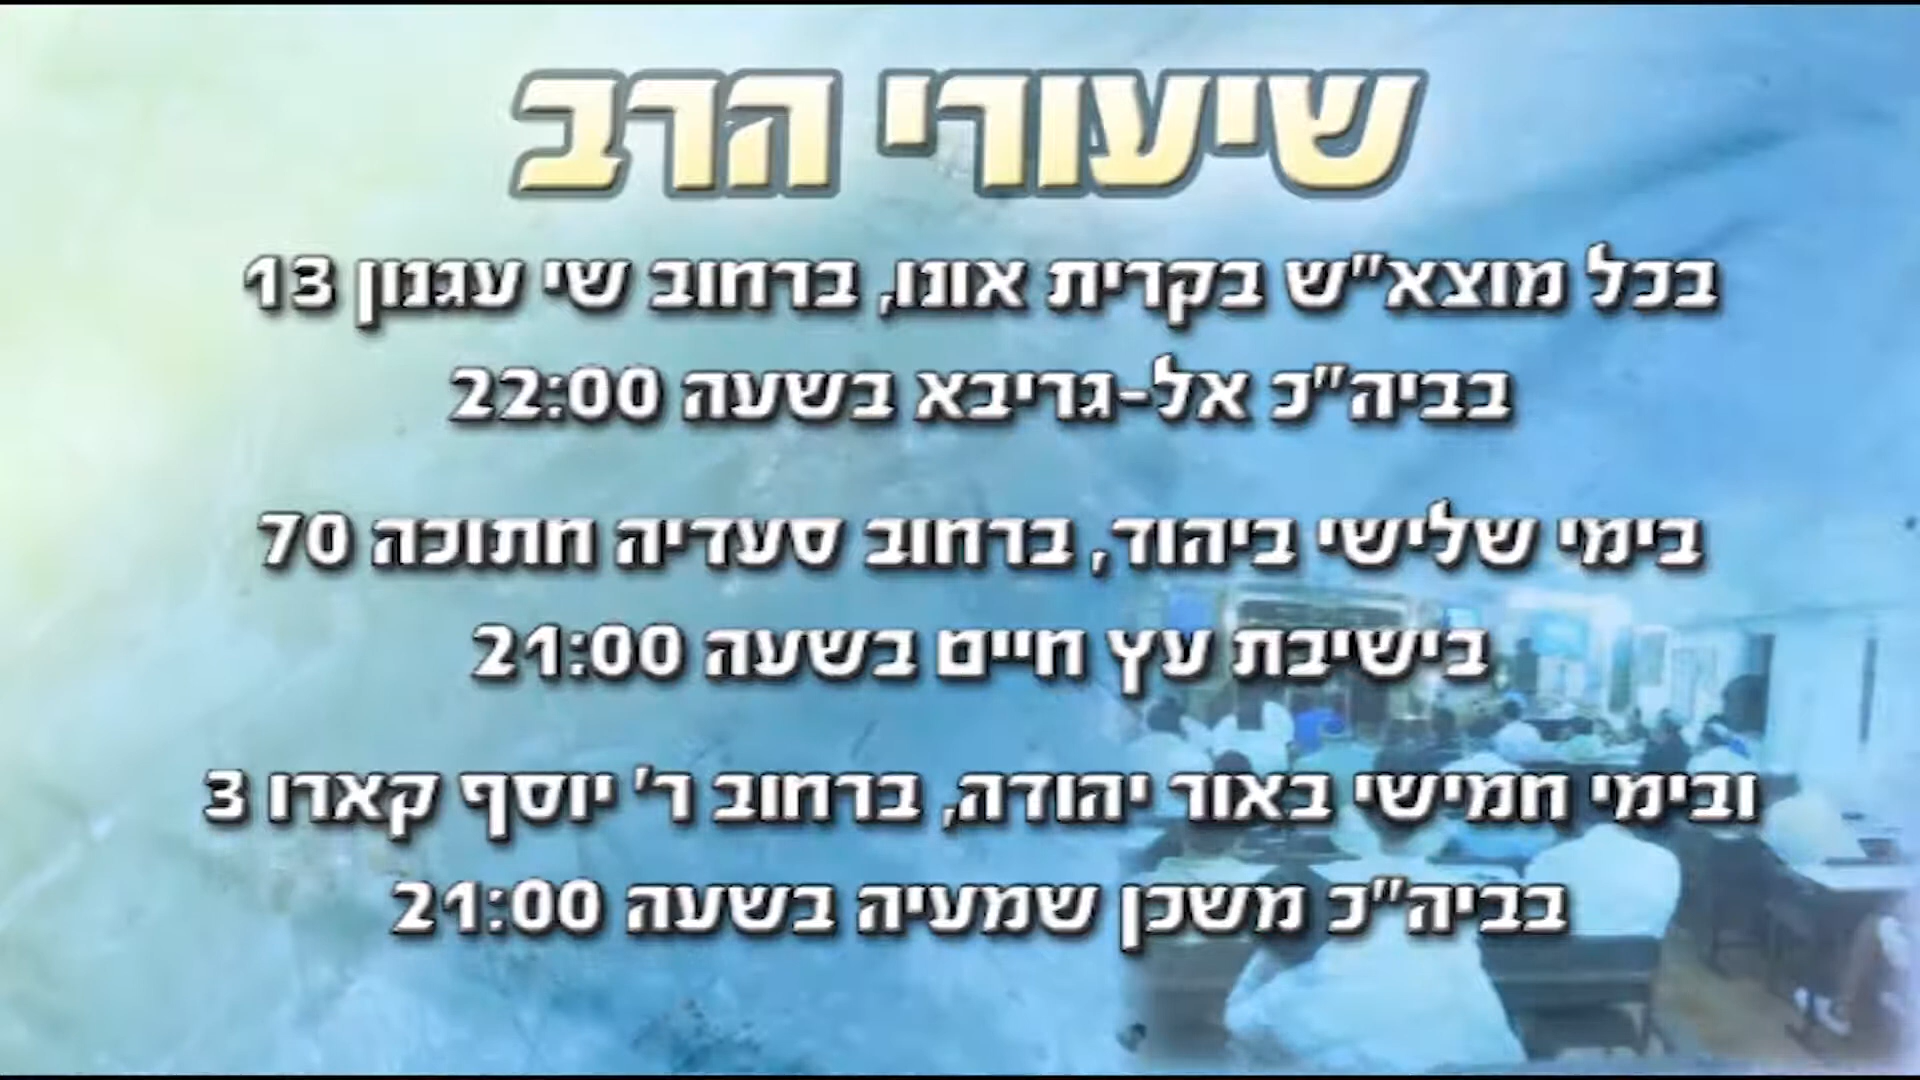 שיעורי הרב
בכל מוצא"ש בקרית אונו, ברחוב שי עגנון 13
בביה"כ אל-גריבא בשעה 22:00
בימי שלישי ביהוד, ברחוב סעדיה חתוכה 70
בישיבת עץ חיים בשעה 21:00
ובימי חמישי באור יהודה, ברחוב ר' יוסף קארו 3
בביה"כ משכן שמעיה בשעה 21:00